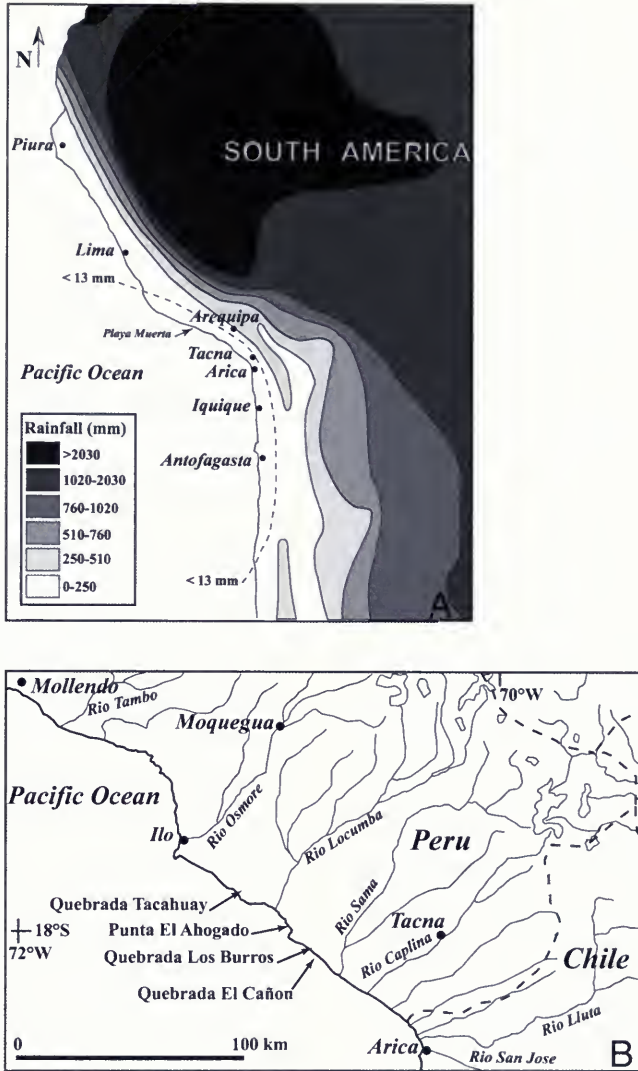 N
SOUTH AMERICA
Piura
Lima
< 13 mm
Arequipa
Playa Muerta
Tacna
Pacific Ocean
Arica
Iquique
Rainfall (mm)
>2030
1020-2030
760-1020
510-760
250-510
0-250
Antofagasta
< 13 mm
A
Mollendo
70°W
Rio Tambo
Moquegua
Pacific Ocean
Rio Osmore
Ilo
Rio Locumba
Peru
Rio Sama
Quebrada Tacahuay
Tacna
18°S
Punta El Ahogado
72°W
Quebrada Los Burros
Rio Caplina
Chile
Quebrada El Cañon
Rio Lluta
0 100 km
Arica
Rio San Jose
B